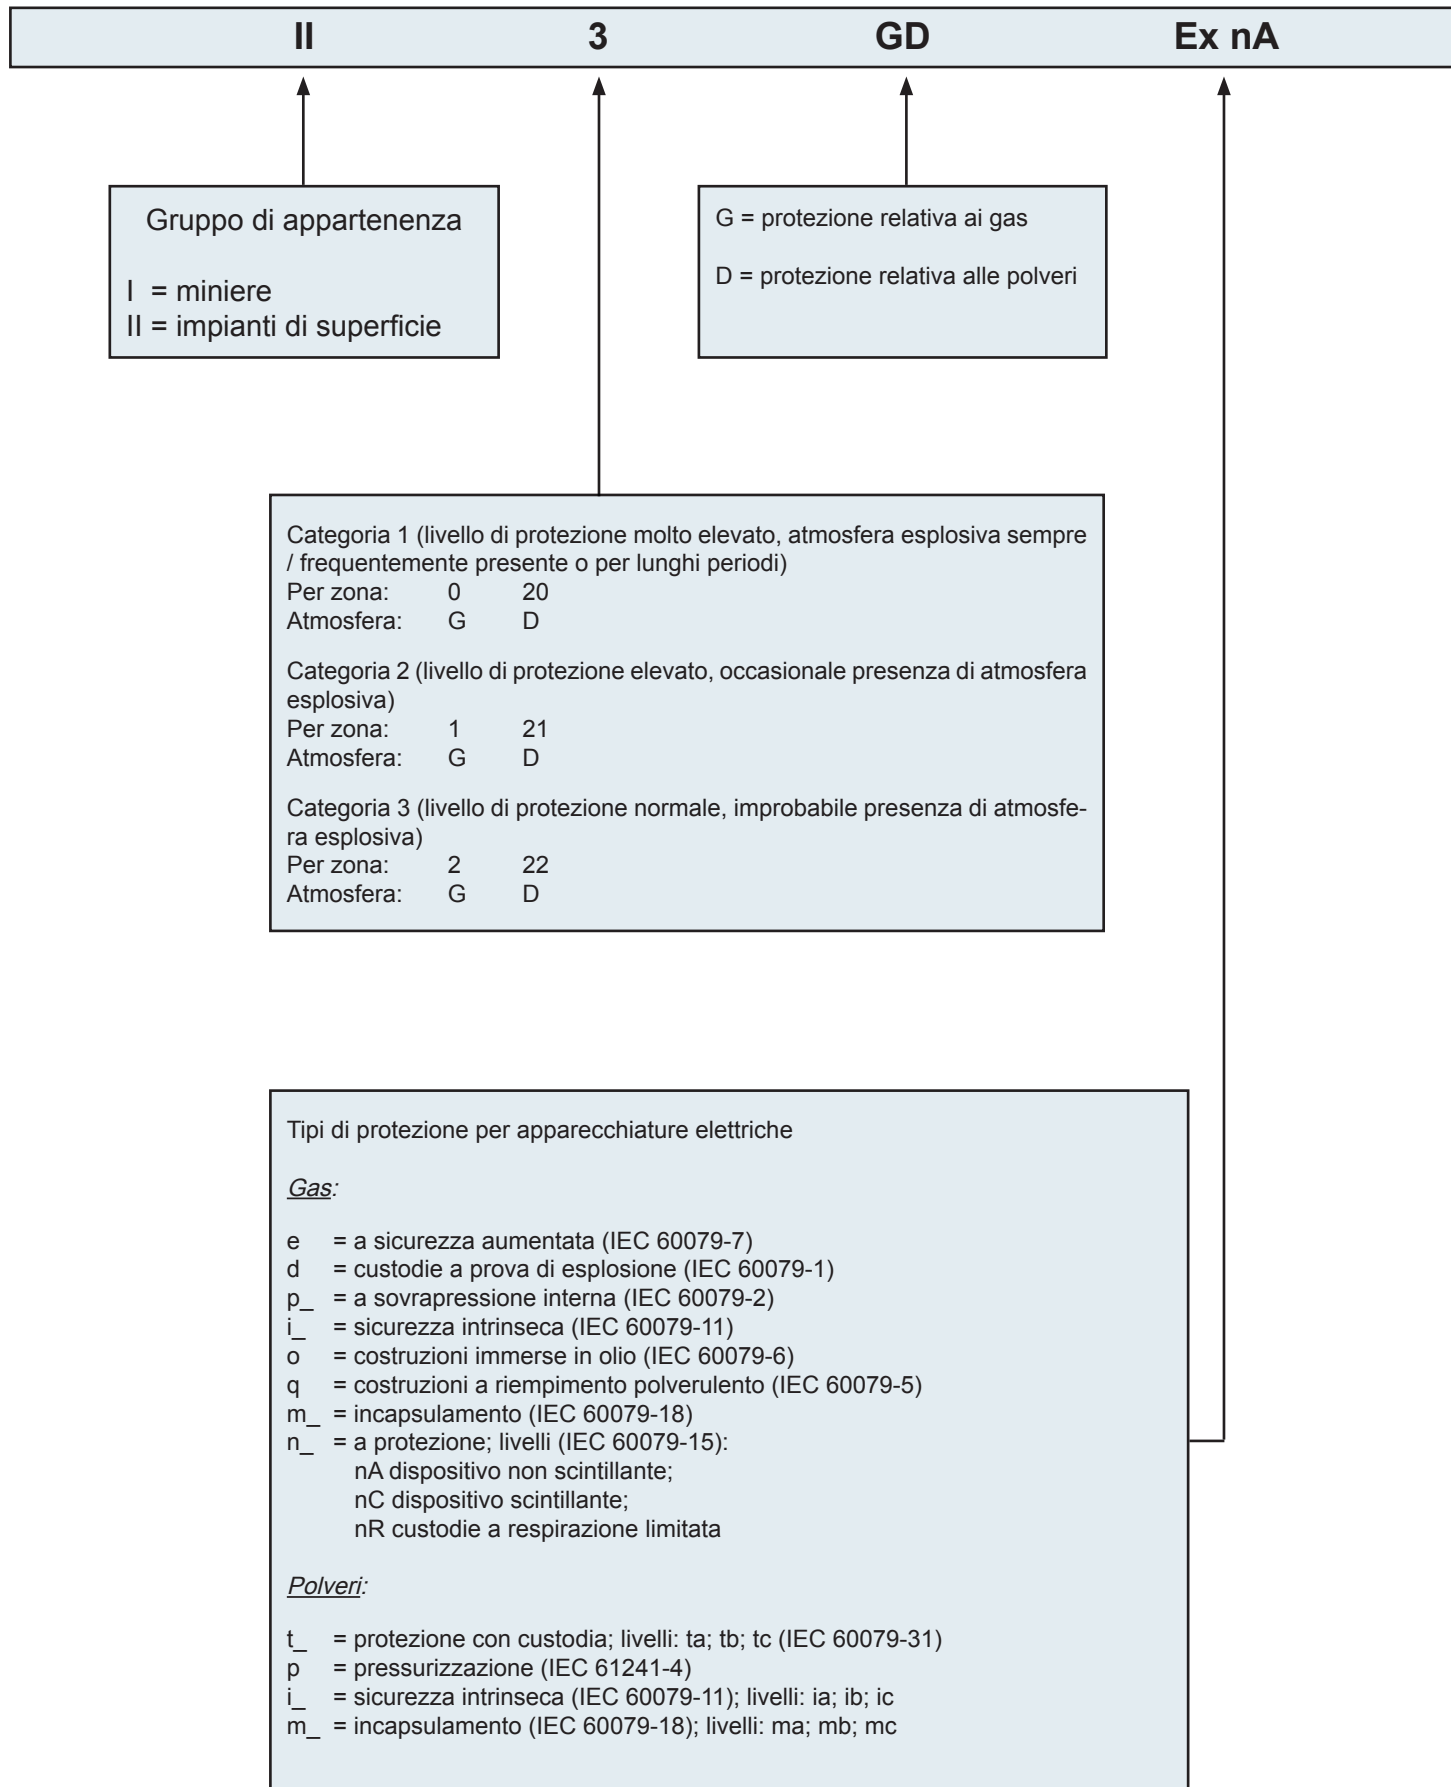 II 3 GD Ex nA
Gruppo di appartenenza
I = miniere
II = impianti di superficie
G = protezione relativa ai gas
D = protezione relativa alle polveri
Categoria 1 (livello di protezione molto elevato, atmosfera esplosiva sempre
/ frequentemente presente o per lunghi periodi)
Per zona: 0 20
Atmosfera: G D
Categoria 2 (livello di protezione elevato, occasionale presenza di atmosfera
esplosiva)
Per zona: 1 21
Atmosfera: G D
Categoria 3 (livello di protezione normale, improbabile presenza di atmosfe-
ra esplosiva)
Per zona: 2 22
Atmosfera: G D
Tipi di protezione per apparecchiature elettriche
Gas:
e = a sicurezza aumentata (IEC 60079-7)
d = custodie a prova di esplosione (IEC 60079-1)
p_ = a sovrapressione interna (IEC 60079-2)
i_ = sicurezza intrinseca (IEC 60079-11)
o = costruzioni immerse in olio (IEC 60079-6)
q = costruzioni a riempimento polverulento (IEC 60079-5)
m_ = incapsulamento (IEC 60079-18)
n_ = a protezione; livelli (IEC 60079-15):
nA dispositivo non scintillante;
nC dispositivo scintillante;
nR custodie a respirazione limitata
Polveri:
t_ = protezione con custodia; livelli: ta; tb; tc (IEC 60079-31)
p = pressurizzazione (IEC 61241-4)
i_ = sicurezza intrinseca (IEC 60079-11); livelli: ia; ib; ic
m_ = incapsulamento (IEC 60079-18); livelli: ma; mb; mc